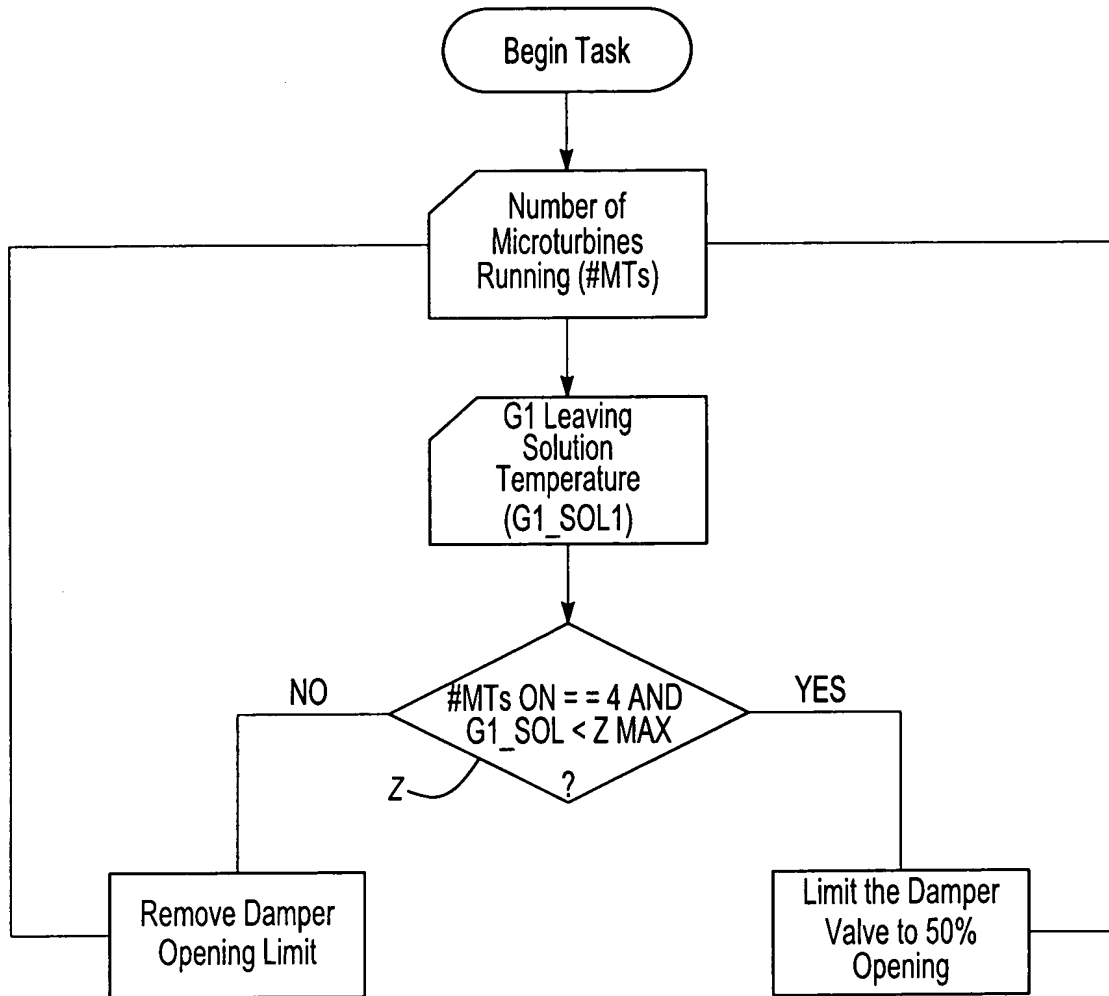 Begin Task
Number of
Microturbines
Running (#MTs)
G1 Leaving
Solution
Temperature
(G1_SOL1)
#MTs ON = = 4 AND
G1_SOL < Z MAX
?
NO
YES
Z
Remove Damper
Opening Limit
Limit the Damper
Valve to 50%
Opening